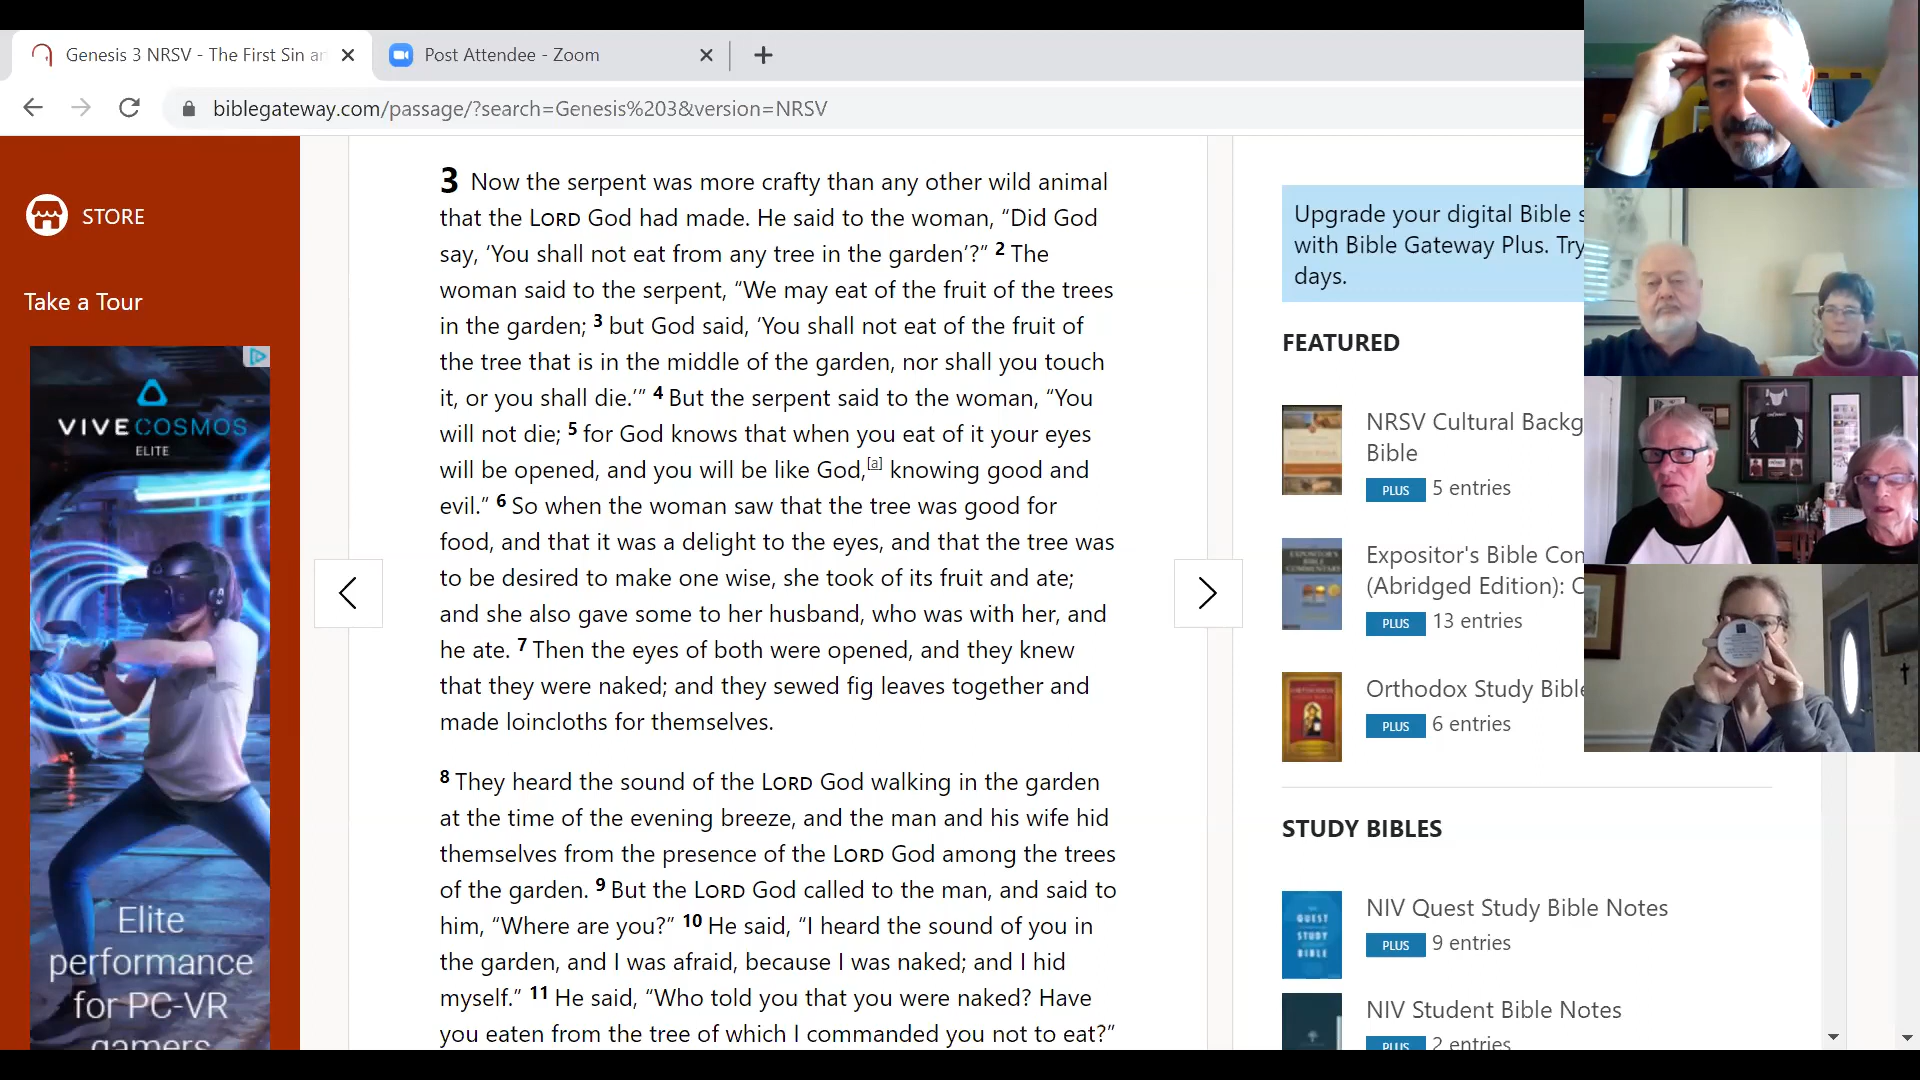 Genesis 3 NRSV - The First Sin an
Post Attendee - Zoom
biblegateway.com/passage/?search=Genesis%203&version=NRSV
STORE
Take a Tour
VIVE COSMOS
ELITE
Elite
performance
for PC-VR
gamers
3 Now the serpent was more crafty than any other wild animal
that the LORD God had made. He said to the woman, “Did God
say, ‘You shall not eat from any tree in the garden’?” 2 The
woman said to the serpent, “We may eat of the fruit of the trees
in the garden; 3 but God said, ‘You shall not eat of the fruit of
the tree that is in the middle of the garden, nor shall you touch
it, or you shall die.’” 4 But the serpent said to the woman, “You
will not die; 5 for God knows that when you eat of it your eyes
will be opened, and you will be like God,[a] knowing good and
evil.” 6 So when the woman saw that the tree was good for
food, and that it was a delight to the eyes, and that the tree was
to be desired to make one wise, she took of its fruit and ate;
and she also gave some to her husband, who was with her, and
he ate. 7 Then the eyes of both were opened, and they knew
that they were naked; and they sewed fig leaves together and
made loincloths for themselves.
8 They heard the sound of the LORD God walking in the garden
at the time of the evening breeze, and the man and his wife hid
themselves from the presence of the LORD God among the trees
of the garden. 9 But the LORD God called to the man, and said to
him, “Where are you?” 10 He said, “I heard the sound of you in
the garden, and I was afraid, because I was naked; and I hid
myself.” 11 He said, “Who told you that you were naked? Have
you eaten from the tree of which I commanded you not to eat?”
Upgrade your digital Bible s
with Bible Gateway Plus. Try
days.
FEATURED
NRSV Cultural Backg
Bible
PLUS 5 entries
Expositor's Bible Com
(Abridged Edition):
PLUS 13 entries
Orthodox Study Bible
PLUS 6 entries
STUDY BIBLES
QUEST
STUDY
BIBLE
NIV Quest Study Bible Notes
PLUS 9 entries
NIV Student Bible Notes
PLUS 2 entries